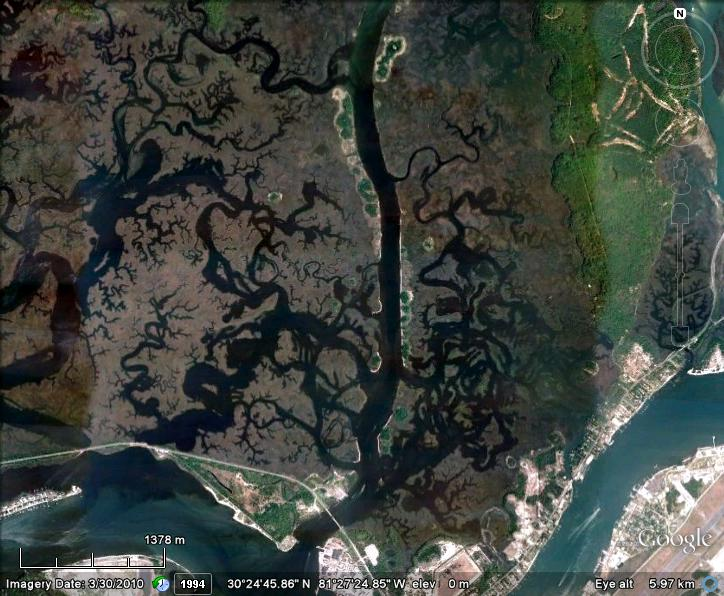 N
1378 m
Google
Imagery Date: 3/30/2010 1994 30°24'45.86" N 81°27'24.85" W elev 0 m Eye alt 5.97 km